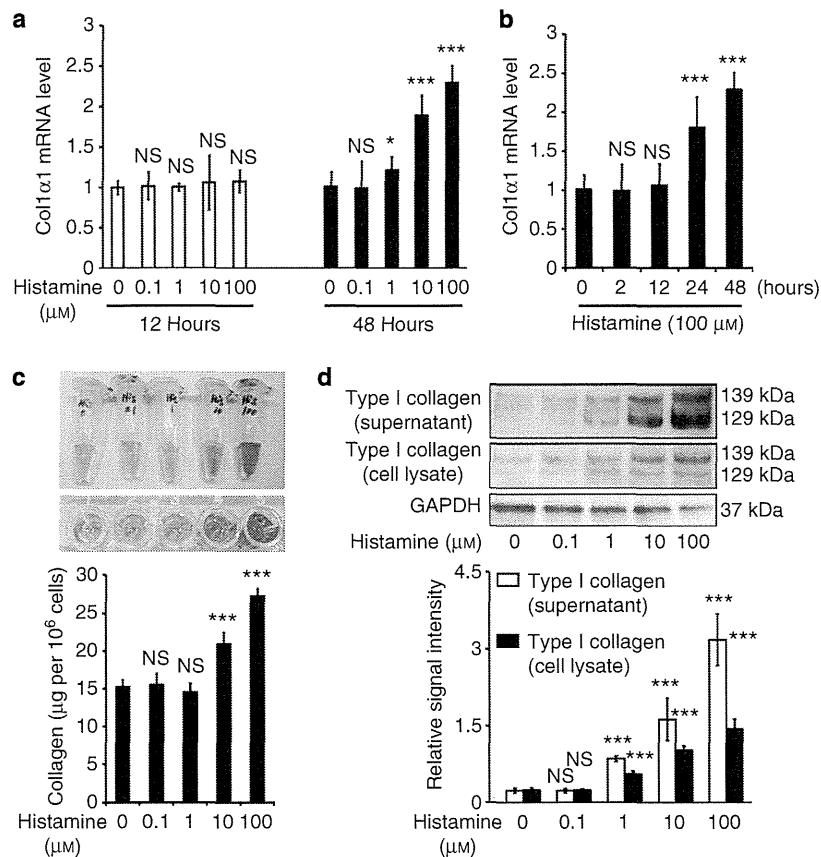 a
Col1α1 mRNA level
3
2.5
2
1.5
1
0.5
0
NS NS NS NS
NS * *** ***
Histamine (μM)
0 0.1 1 10 100
0 0.1 1 10 100
12 Hours
48 Hours
b
Col1α1 mRNA level
3
2.5
2
1.5
1
0.5
0
NS NS *** ***
0 2 12 24 48 (hours)
Histamine (100 μM)
c
Collagen (μg per 10⁶ cells)
30
25
20
15
10
5
0
NS NS *** ***
Histamine (μM)
0 0.1 1 10 100
d
Type I collagen (supernatant)
139 kDa
129 kDa
Type I collagen (cell lysate)
139 kDa
129 kDa
GAPDH
37 kDa
Histamine (μM)
0 0.1 1 10 100
Relative signal intensity
4.5
3
1.5
0
Type I collagen (supernatant)
Type I collagen (cell lysate)
NS NS *** *** *** *** *** ***
Histamine (μM)
0 0.1 1 10 100